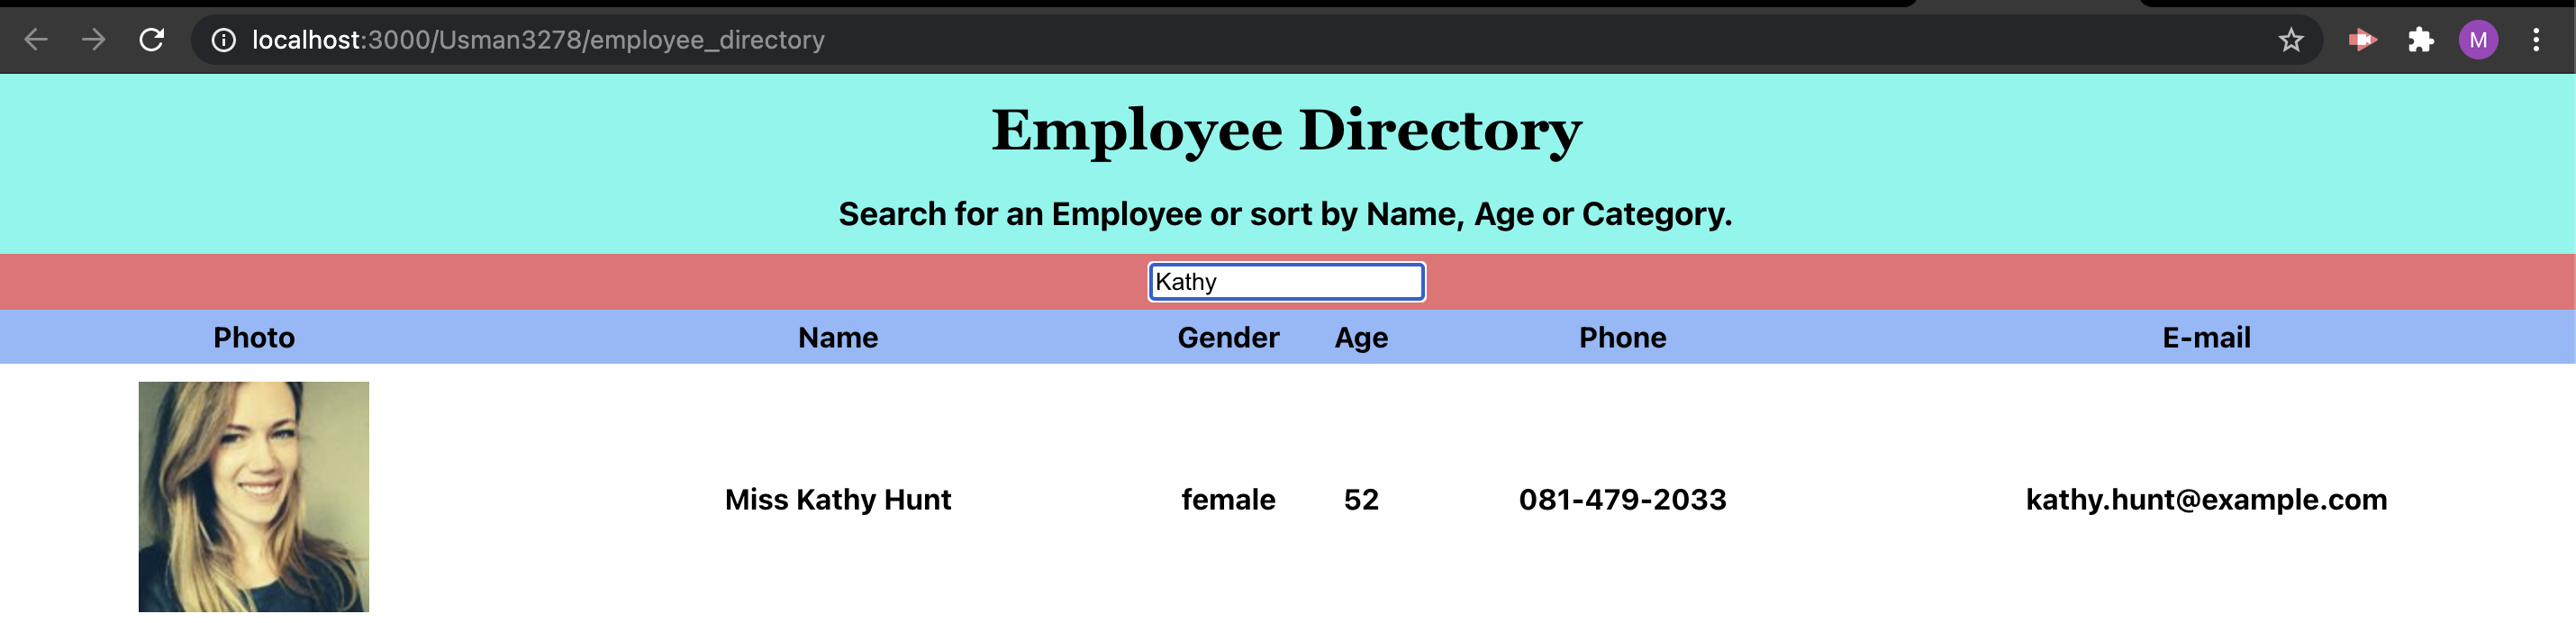 localhost:3000/Usman3278/employee_directory
M
Employee Directory
Search for an Employee or sort by Name, Age or Category.
Kathy
Photo Name Gender Age Phone E-mail
Miss Kathy Hunt female 52 081-479-2033 kathy.hunt@example.com